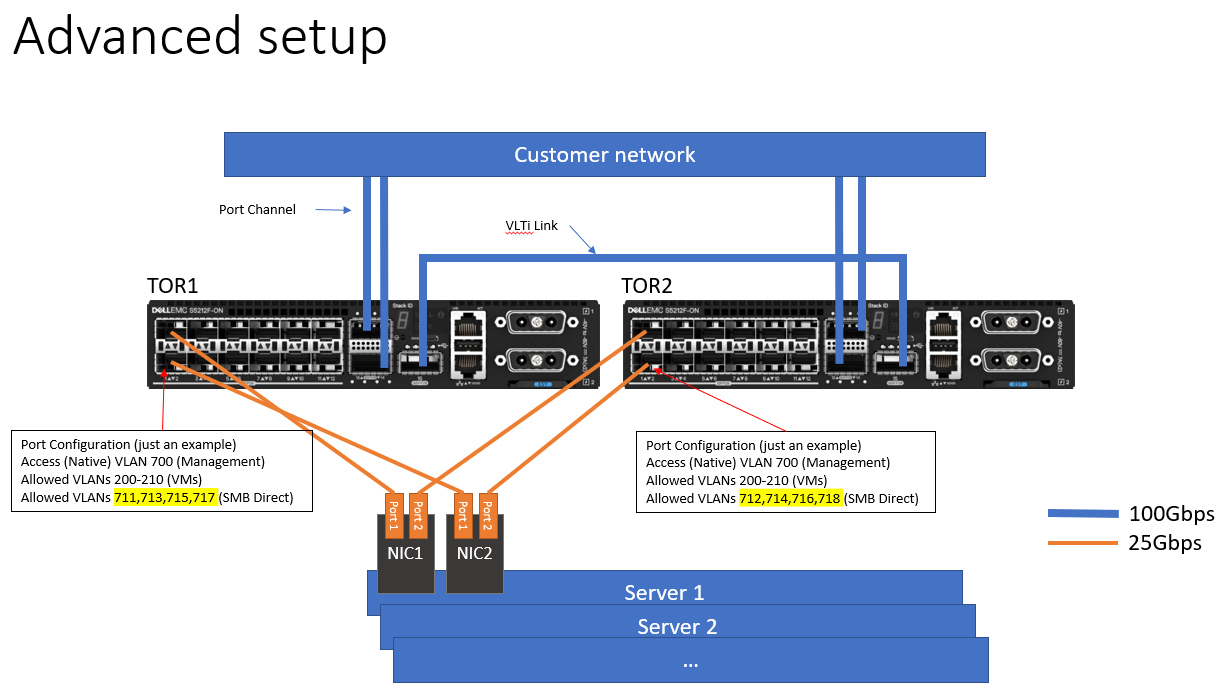 Advanced setup
Customer network
Port Channel
VLTi Link
TOR1
TOR2
DELLEMC S5212F-ON
Stack ID
DELLEMC S5212F-ON
Stack ID
Port Configuration (just an example)
Access (Native) VLAN 700 (Management)
Allowed VLANs 200-210 (VMs)
Allowed VLANs 711,713,715,717 (SMB Direct)
Port Configuration (just an example)
Access (Native) VLAN 700 (Management)
Allowed VLANs 200-210 (VMs)
Allowed VLANs 712,714,716,718 (SMB Direct)
Port 1
Port 2
Port 1
Port 2
NIC1
NIC2
100Gbps
25Gbps
Server 1
Server 2
...